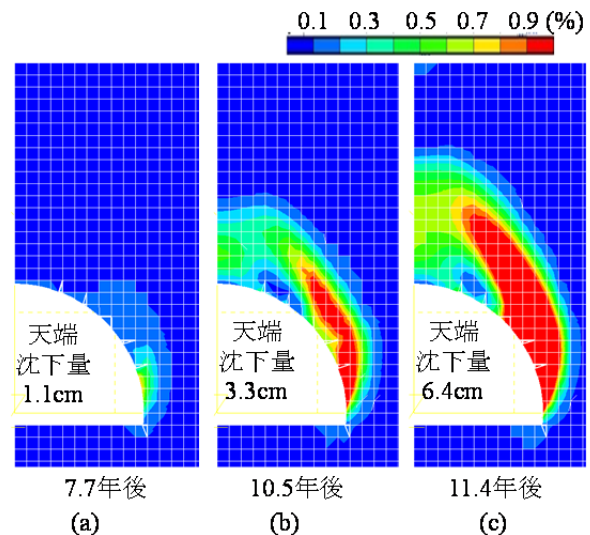 0.1 0.3 0.5 0.7 0.9 (%)
天端
沈下量
1.1cm
天端
沈下量
3.3cm
天端
沈下量
6.4cm
7.7年後
10.5年後
11.4年後
(a)
(b)
(c)